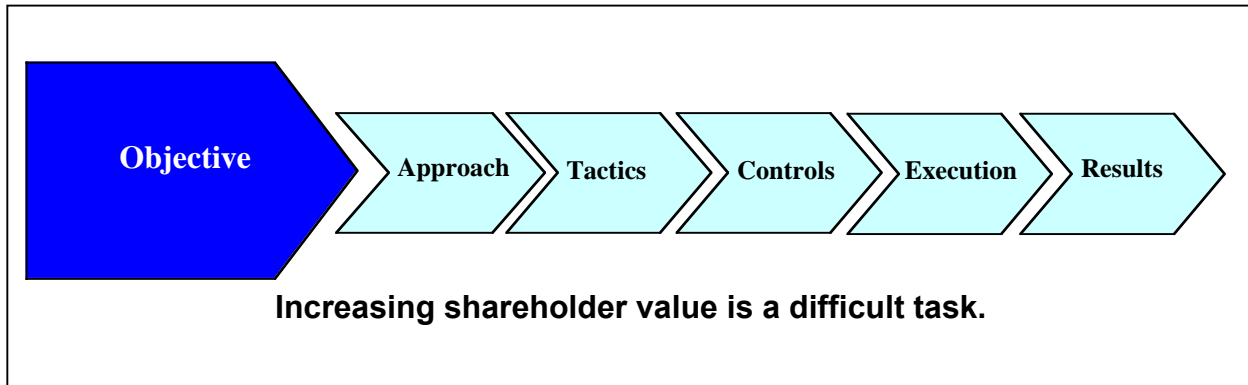 Objective
Approach
Tactics
Controls
Execution
Results
Increasing shareholder value is a difficult task.